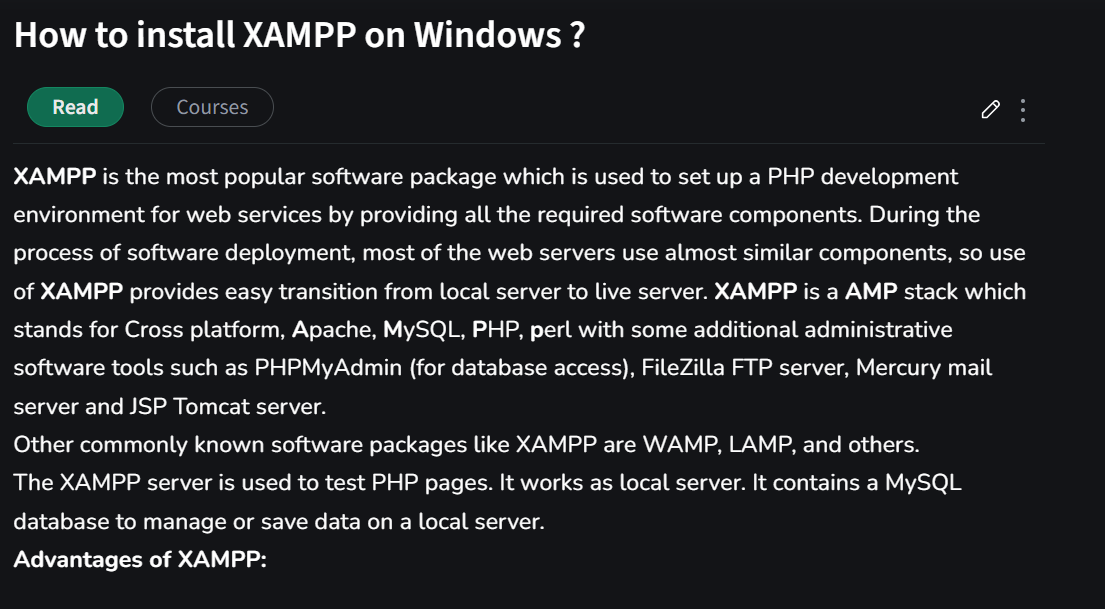 How to install XAMPP on Windows ?
Read
Courses
XAMPP is the most popular software package which is used to set up a PHP development
environment for web services by providing all the required software components. During the
process of software deployment, most of the web servers use almost similar components, so use
of XAMPP provides easy transition from local server to live server. XAMPP is a AMP stack which
stands for Cross platform, Apache, MySQL, PHP, perl with some additional administrative
software tools such as PHPMyAdmin (for database access), FileZilla FTP server, Mercury mail
server and JSP Tomcat server.
Other commonly known software packages like XAMPP are WAMP, LAMP, and others.
The XAMPP server is used to test PHP pages. It works as local server. It contains a MySQL
database to manage or save data on a local server.
Advantages of XAMPP: